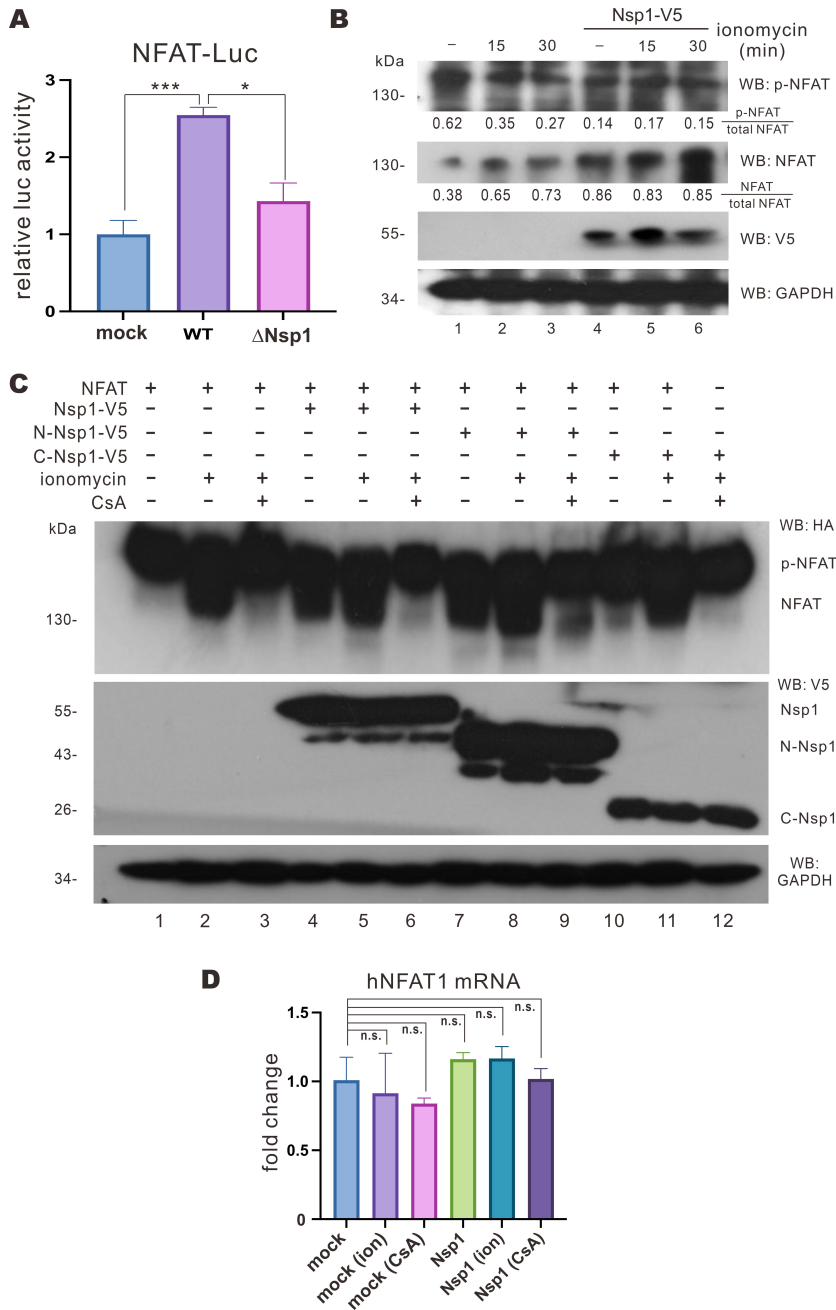 A
NFAT-Luc
relative luc activity
3
2
1
0
***
*
mock
WT
ΔNsp1
B
Nsp1-V5
ionomycin
(min)
– 15 30 – 15 30
kDa
130-
WB: p-NFAT
0.62 0.35 0.27 0.14 0.17 0.15
p-NFAT
total NFAT
130-
WB: NFAT
0.38 0.65 0.73 0.86 0.83 0.85
NFAT
total NFAT
55-
WB: V5
34-
WB: GAPDH
1 2 3 4 5 6
C
NFAT + + + + + + + + + + + –
Nsp1-V5 – – – + + + – – – – – –
N-Nsp1-V5 – – – – – – + + + – – –
C-Nsp1-V5 – – – – – – – – – + + +
ionomycin – + + – + + – + + – + +
CsA – – + – – + – – + – – +
kDa
WB: HA
p-NFAT
NFAT
130-
WB: V5
55-
Nsp1
43-
N-Nsp1
26-
C-Nsp1
34-
WB:
GAPDH
1 2 3 4 5 6 7 8 9 10 11 12
D
hNFAT1 mRNA
fold change
1.5
1.0
0.5
0
n.s.
n.s.
n.s.
n.s.
n.s.
mock
mock (ion)
mock (CsA)
Nsp1
Nsp1 (ion)
Nsp1 (CsA)